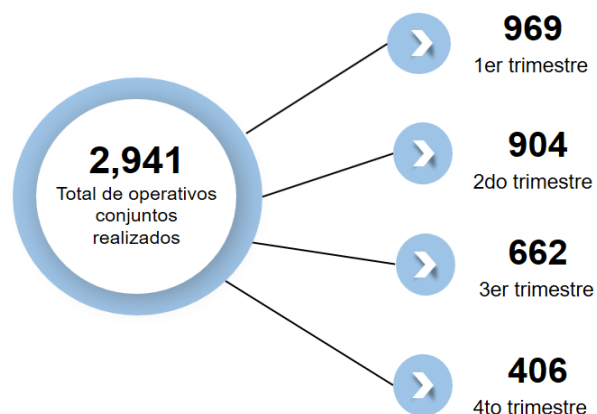 2,941
Total de operativos
conjuntos
realizados
969
1er trimestre
904
2do trimestre
662
3er trimestre
406
4to trimestre